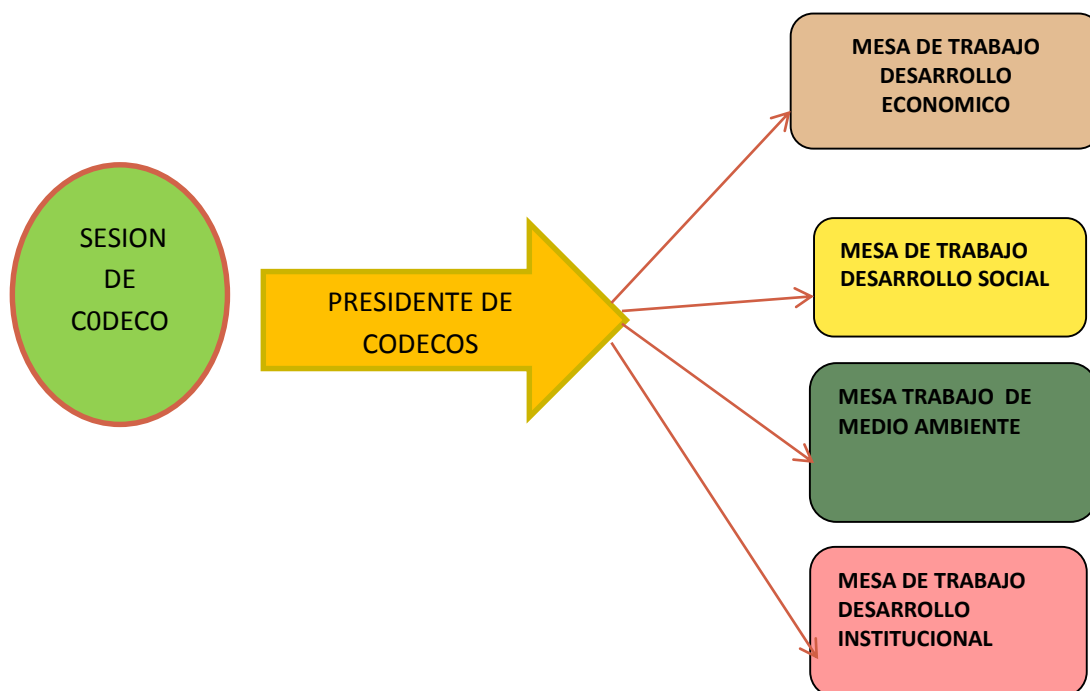 SESION
DE
C0DECO
PRESIDENTE DE
CODECOS
MESA DE TRABAJO
DESARROLLO
ECONOMICO
MESA DE TRABAJO
DESARROLLO SOCIAL
MESA TRABAJO  DE
MEDIO AMBIENTE
MESA DE TRABAJO
DESARROLLO
INSTITUCIONAL